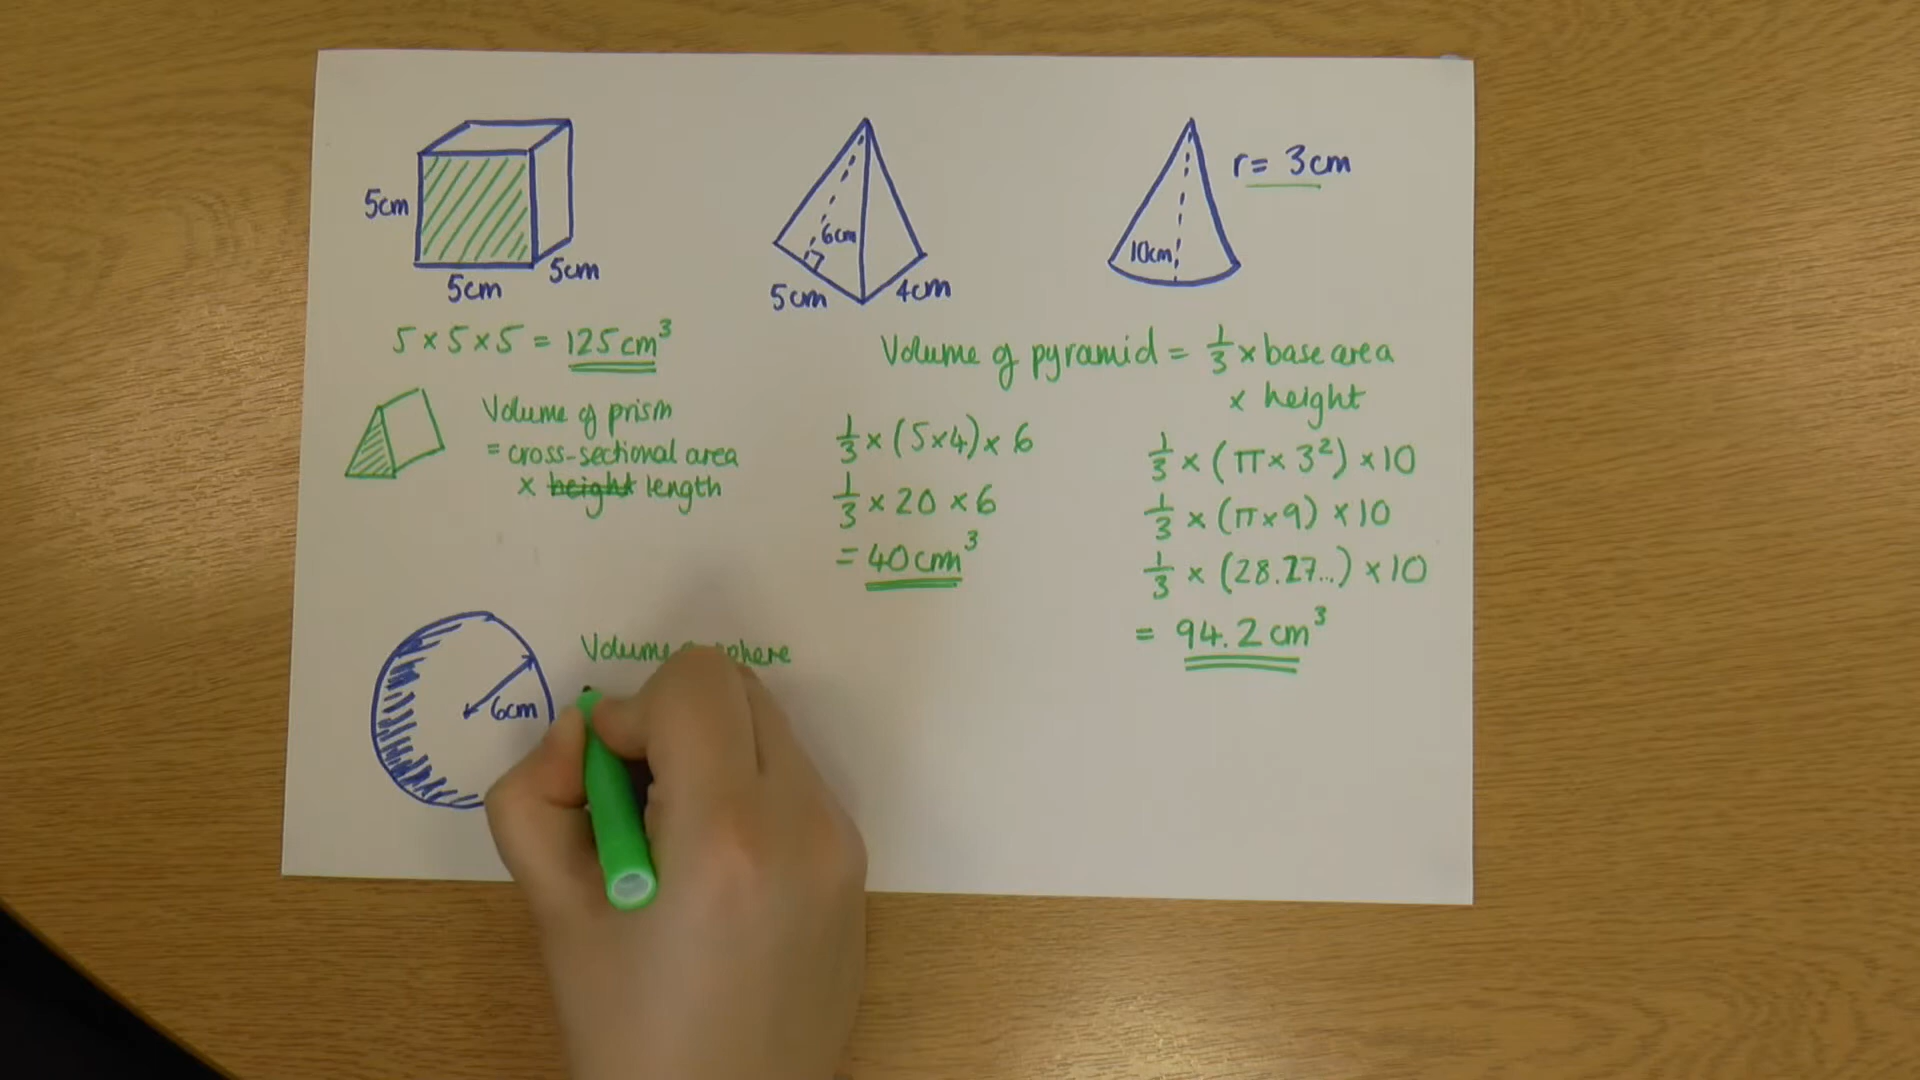 5cm
5cm
5cm
5 × 5 × 5 = 125cm³
Volume of prism
= cross-sectional area
× height length
6cm
5cm
4cm
r = 3cm
10cm
Volume of pyramid = 1/3 × base area
× height
1/3 × (5×4) × 6
1/3 × 20 × 6
= 40cm³
1/3 × (π × 3²) × 10
1/3 × (π × 9) × 10
1/3 × (28.27...) × 10
= 94.2cm³
6cm
Volume